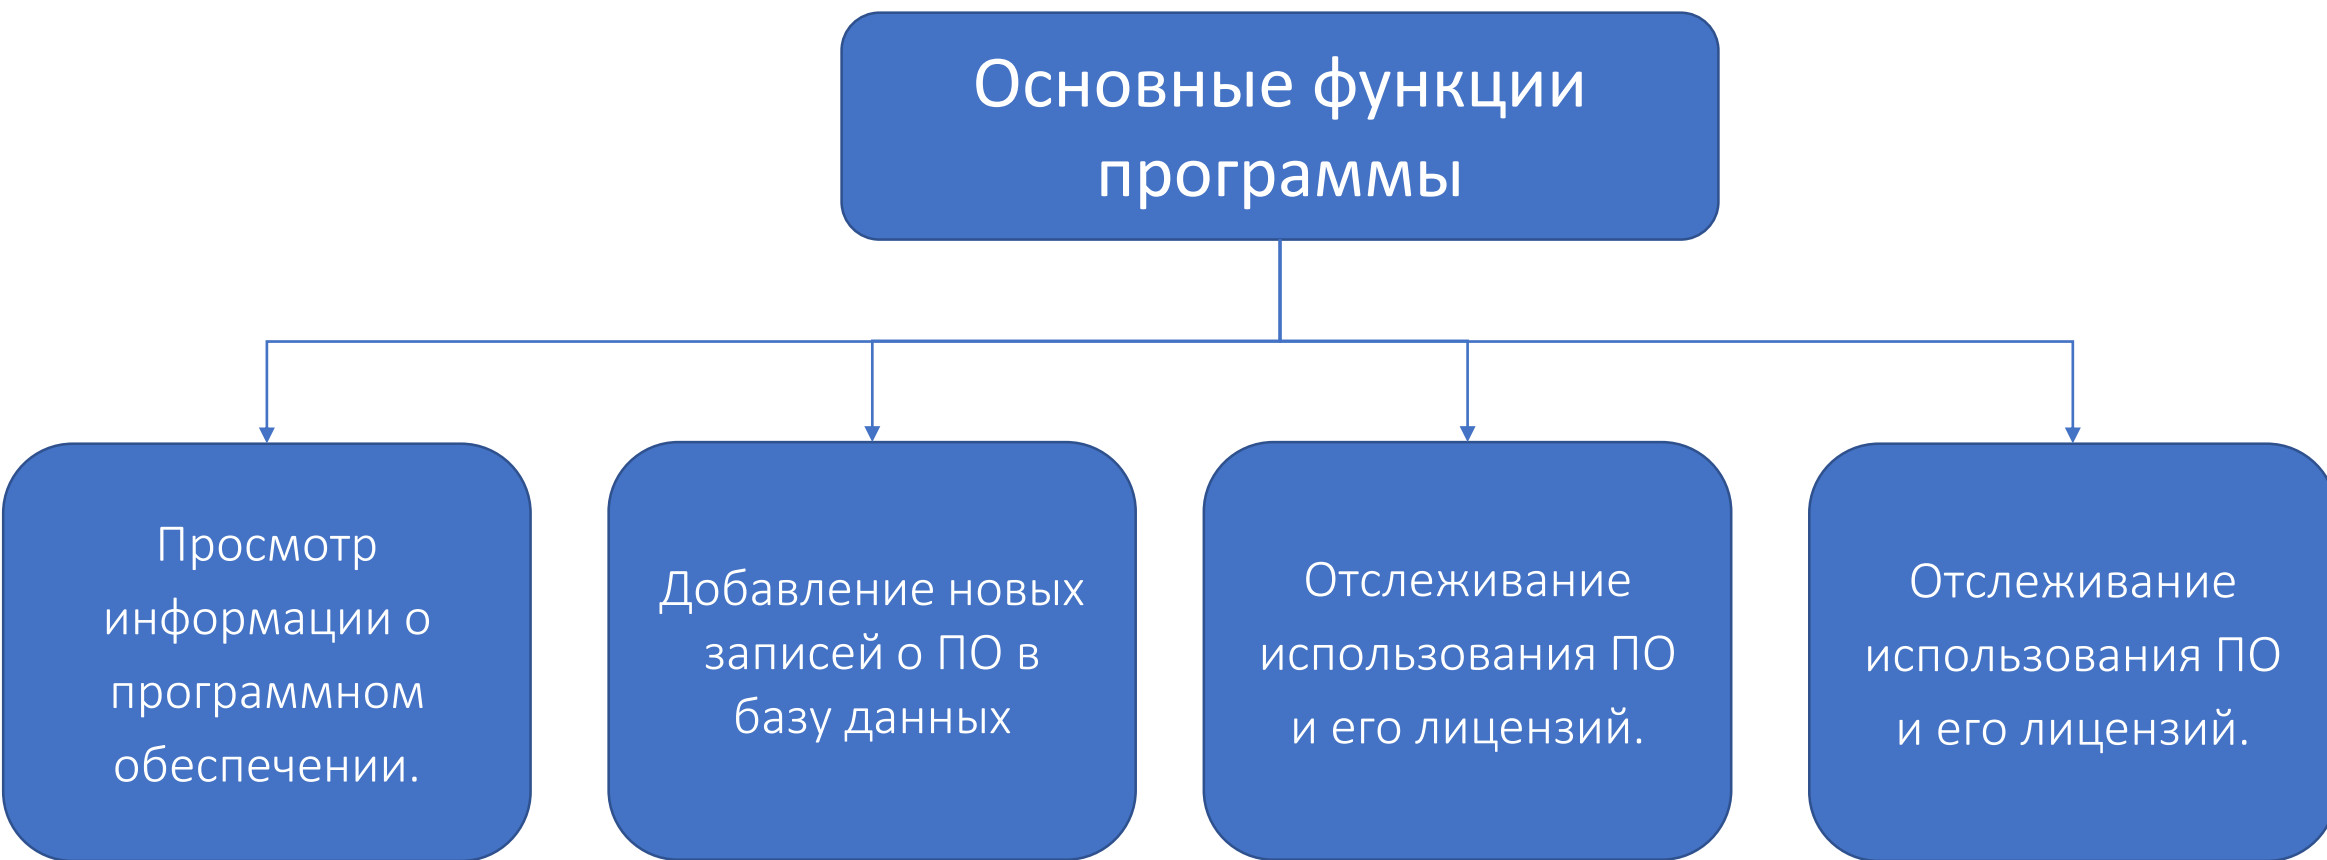 Основные функции
программы
Просмотр
информации о
программном
обеспечении.
Добавление новых
записей о ПО в
базу данных
Отслеживание
использования ПО
и его лицензий.
Отслеживание
использования ПО
и его лицензий.